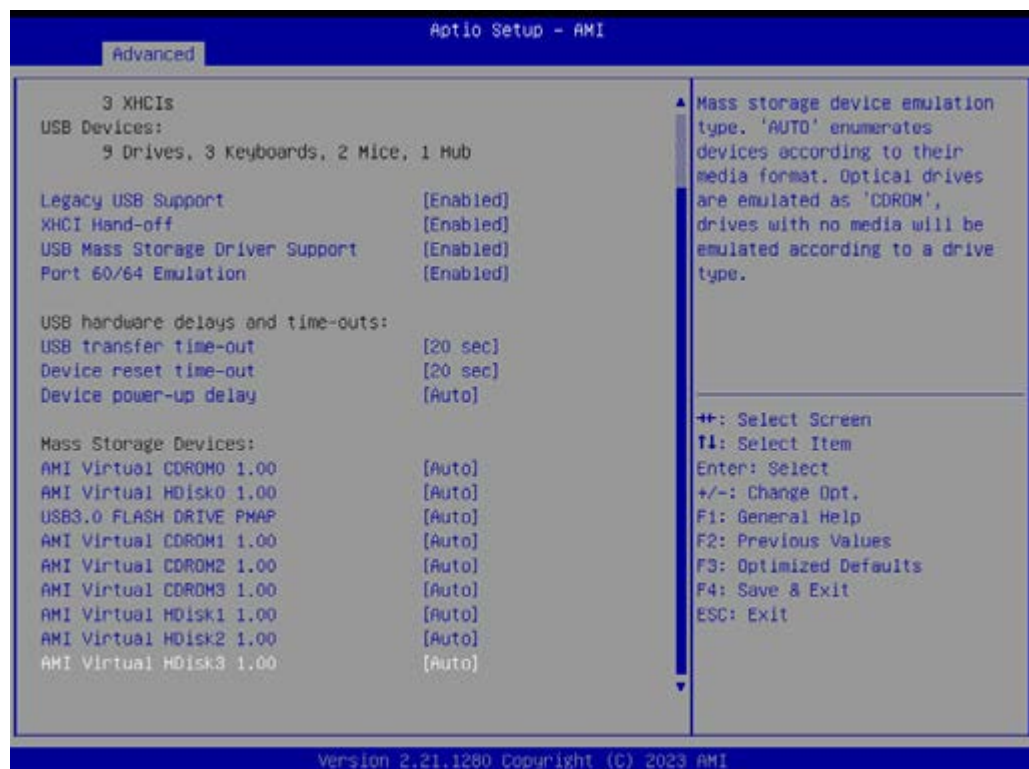 Aptio Setup – AMI
Advanced
3 XHCIs
USB Devices:
9 Drives, 3 Keyboards, 2 Mice, 1 Hub
Legacy USB Support [Enabled]
XHCI Hand-off [Enabled]
USB Mass Storage Driver Support [Enabled]
Port 60/64 Emulation [Enabled]
USB hardware delays and time-outs:
USB transfer time-out [20 sec]
Device reset time-out [20 sec]
Device power-up delay [Auto]
Mass Storage Devices:
AMI Virtual CDROM0 1.00 [Auto]
AMI Virtual HDisk0 1.00 [Auto]
USB3.0 FLASH DRIVE PMAP [Auto]
AMI Virtual CDROM1 1.00 [Auto]
AMI Virtual CDROM2 1.00 [Auto]
AMI Virtual CDROM3 1.00 [Auto]
AMI Virtual HDisk1 1.00 [Auto]
AMI Virtual HDisk2 1.00 [Auto]
AMI Virtual HDisk3 1.00 [Auto]
Mass storage device emulation
type. 'AUTO' enumerates
devices according to their
media format. Optical drives
are emulated as 'CDROM',
drives with no media will be
emulated according to a drive
type.
→←: Select Screen
↑↓: Select Item
Enter: Select
+/-: Change Opt.
F1: General Help
F2: Previous Values
F3: Optimized Defaults
F4: Save & Exit
ESC: Exit
Version 2.21.1280 Copyright (C) 2023 AMI